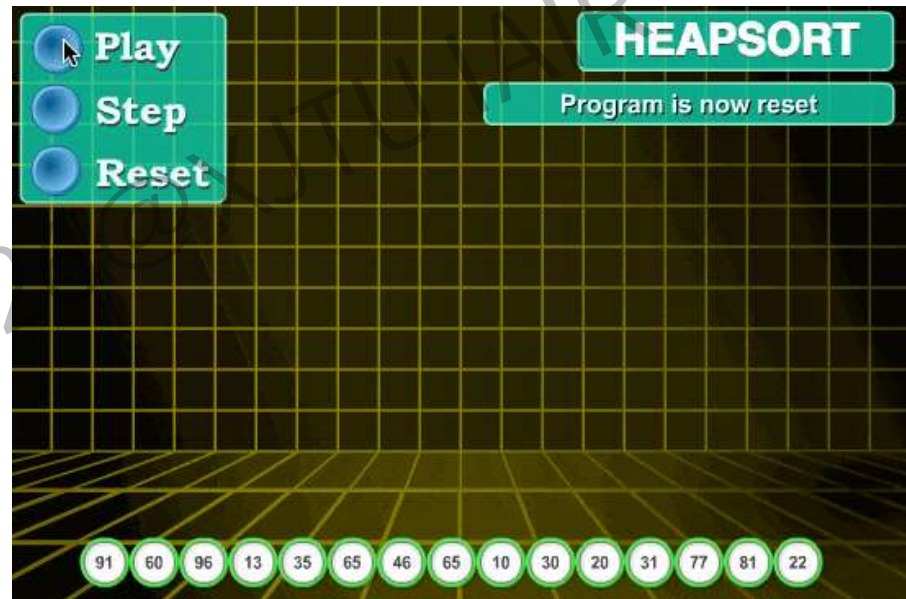 Play
Step
Reset
HEAPSORT
Program is now reset
91 60 96 13 35 65 46 65 10 30 20 31 77 81 22